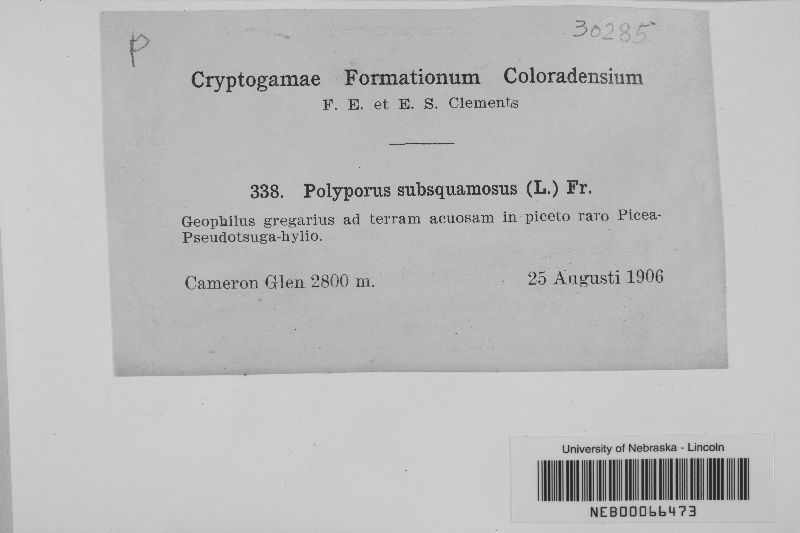 P
30285
Cryptogamae Formationum Coloradensium
F. E. et E. S. Clements
338. Polyporus subsquamosus (L.) Fr.
Geophilus gregarius ad terram acuosam in piceto raro Picea-
Pseudotsuga-hylio.
Cameron Glen 2800 m. 25 Augusti 1906
University of Nebraska - Lincoln
NEB00066473